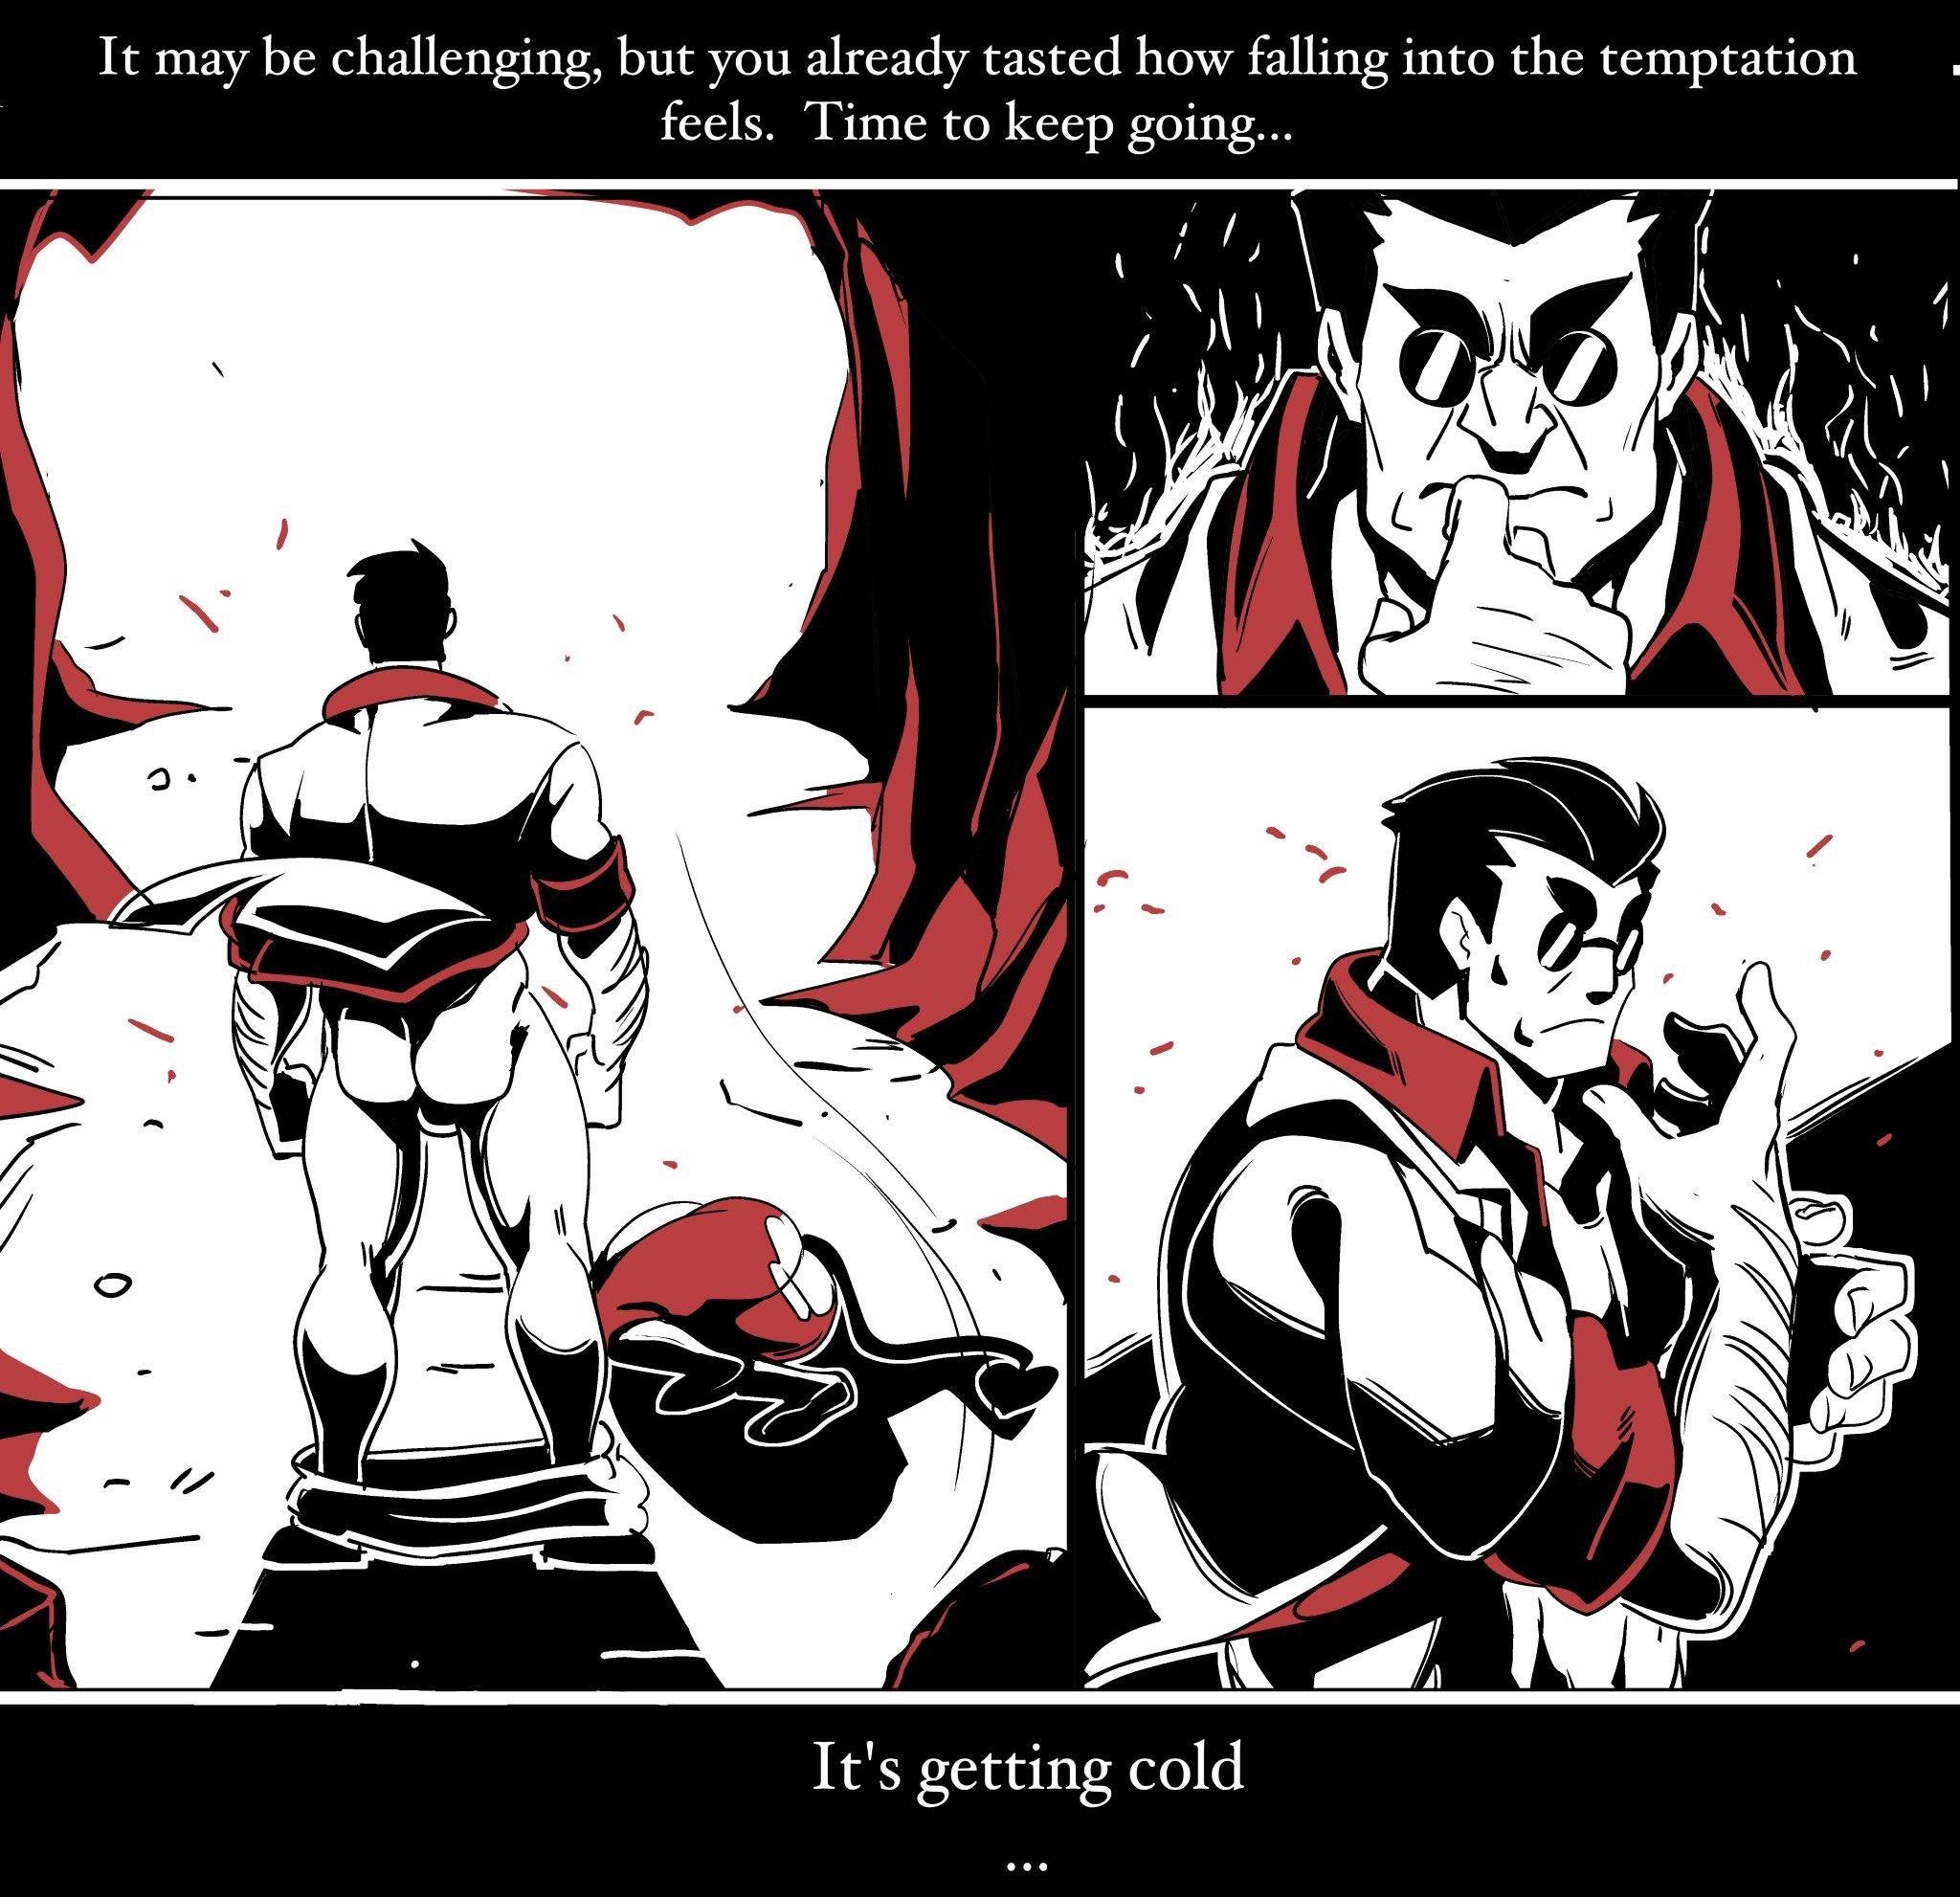 It may be challenging, but you already tasted how falling into the temptation
feels.  Time to keep going...
It's getting cold
...